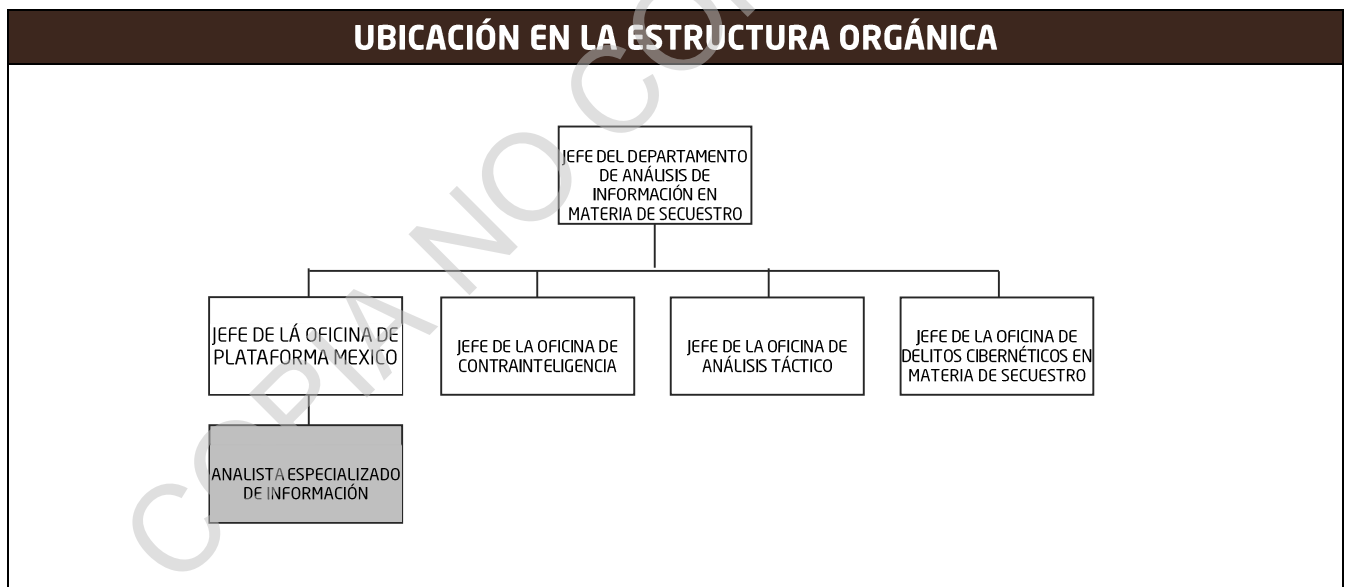 UBICACIÓN EN LA ESTRUCTURA ORGÁNICA
JEFE DEL DEPARTAMENTO
DE ANÁLISIS DE
INFORMACIÓN EN
MATERIA DE SECUESTRO
JEFE DE LÁ OFICINA DE
PLATAFORMA MEXICO
JEFE DE LA OFICINA DE
CONTRAINTELIGENCIA
JEFE DE LA OFICINA DE
ANÁLISIS TÁCTICO
JEFE DE LA OFICINA DE
DELITOS CIBERNÉTICOS EN
MATERIA DE SECUESTRO
ANALISTA ESPECIALIZADO
DE INFORMACIÓN
COPIA NO